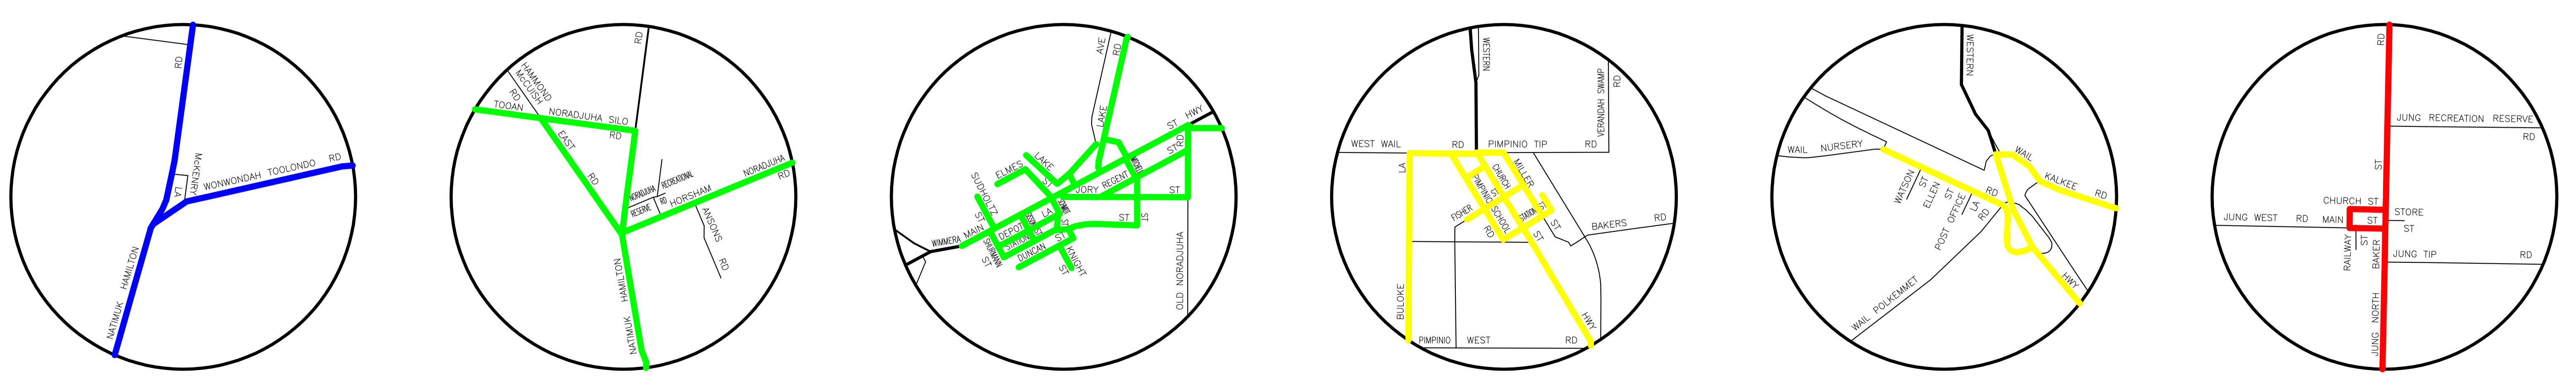 RD
McKENRY
LA
WONWONDAH TOOLONDO RD
HAMILTON
NATIMUK
RD
HAMMOND
McCUISH
RD
TOOAN
NORADJUHA SILO
RD
EAST
RD
NORADJUHA RECREATIONAL
RESERVE RD
HORSHAM
NORADJUHA
RD
ANSONS
RD
HAMILTON
NATIMUK
AVE
RD
LAKE
HWY
ST
RD
ST
LAKE
ST
ELMES
JORY
REGENT
ST
SUDHOLTZ
ST
WIMMERA
MAIN
DEPOT
LA
STATION
ST
SCHURMANN
ST
DUNCAN
ST
KNIGHT
ST
ST
ST
OLD NORADJUHA
WESTERN
VERANDAH SWAMP
RD
WEST WAIL RD
PIMPINIO TIP RD
LA
CHURCH
ST
MILLER
ST
PIMPINIO SCHOOL
RD
FISHER
STATION ST
ST
BAKERS RD
BULOKE
HWY
PIMPINIO WEST RD
WESTERN
WAIL NURSERY
RD
WAIL
KALKEE
RD
WATSON
ST
ELLEN
ST
POST OFFICE
LA
RD
WAIL POLKEMMET
HWY
RD
JUNG RECREATION RESERVE
RD
ST
CHURCH ST
STORE
ST
JUNG WEST RD
MAIN ST
RAILWAY
ST
BAKER
JUNG TIP RD
JUNG NORTH